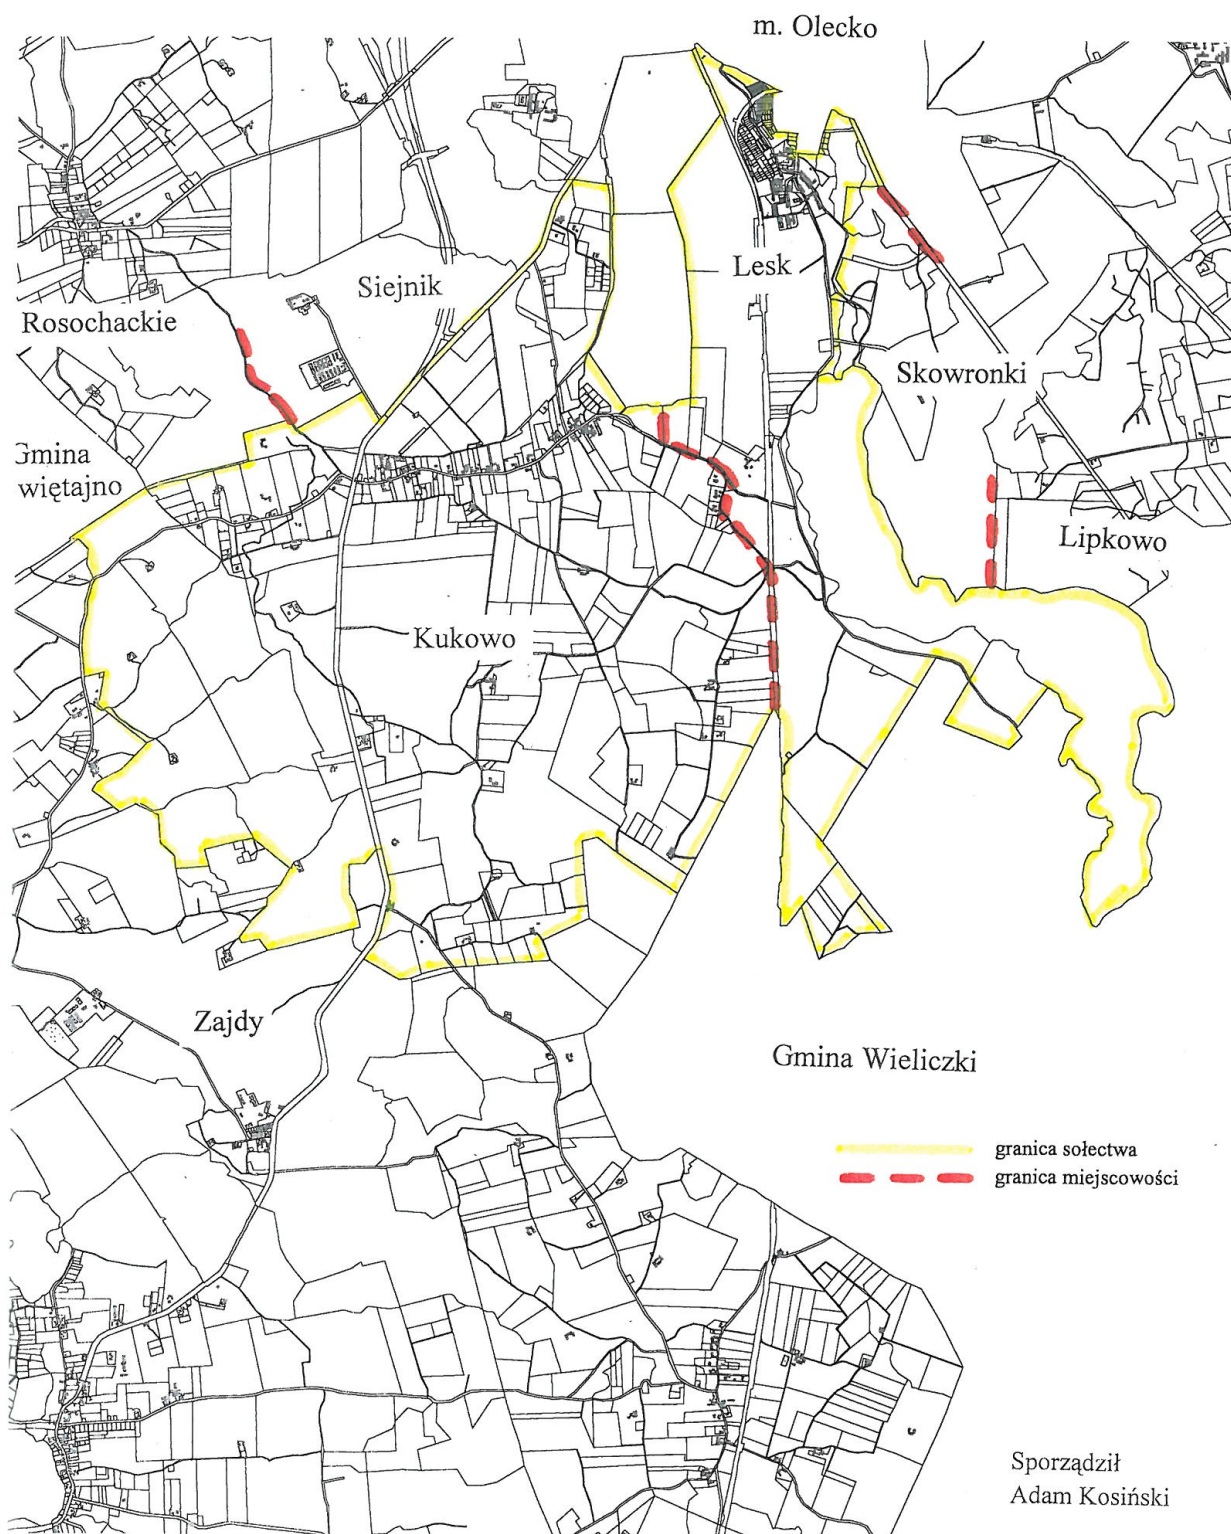 m. Olecko
Lesk
Siejnik
Rosochackie
Skowronki
Gmina
więtajno
Lipkowo
Kukowo
Zajdy
Gmina Wieliczki
granica sołectwa
granica miejscowości
Sporządził
Adam Kosiński